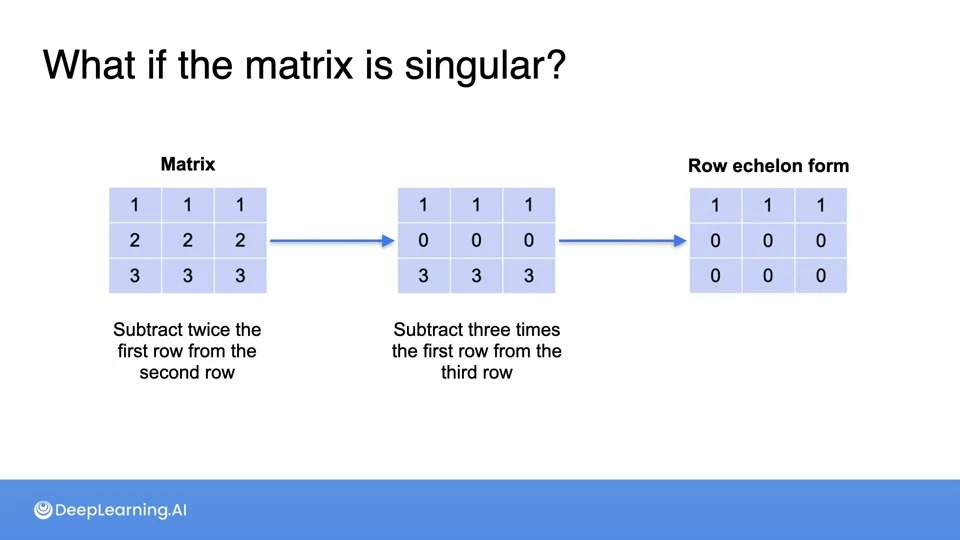 What if the matrix is singular?
Matrix
1 1 1
2 2 2
3 3 3
Subtract twice the
first row from the
second row
1 1 1
0 0 0
3 3 3
Subtract three times
the first row from the
third row
Row echelon form
1 1 1
0 0 0
0 0 0
DeepLearning.AI